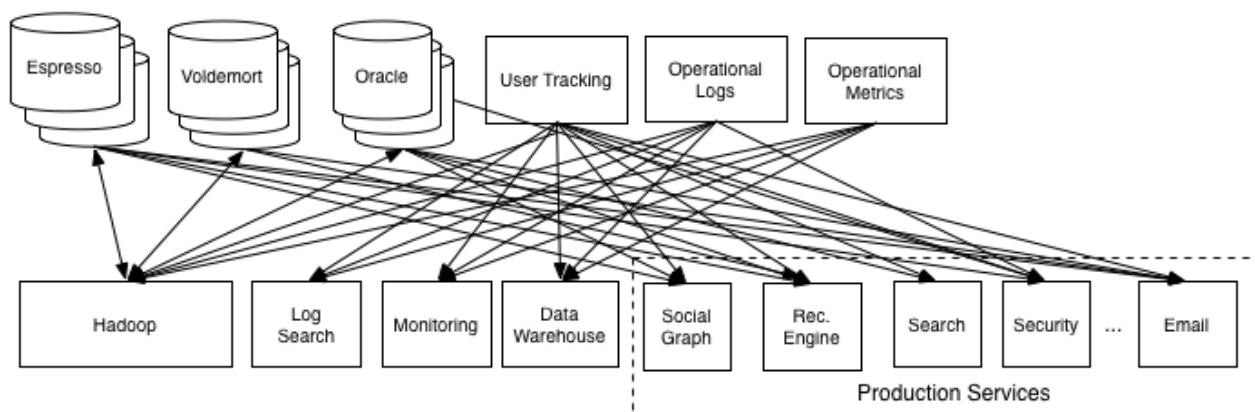 Espresso
Voldemort
Oracle
User Tracking
Operational
Logs
Operational
Metrics
Hadoop
Log
Search
Monitoring
Data
Warehouse
Social
Graph
Rec.
Engine
Search
Security
...
Email
Production Services